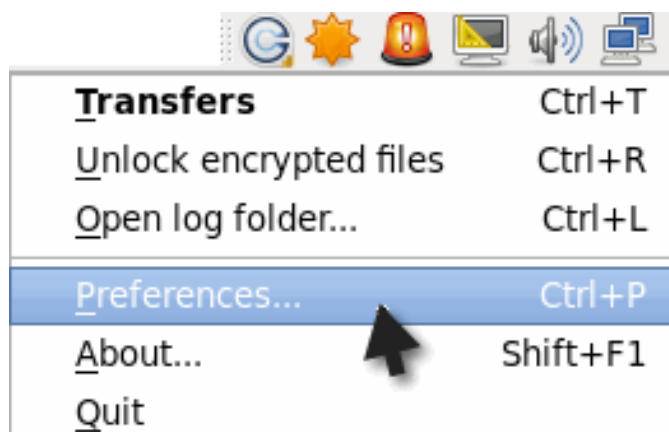 Transfers Ctrl+T
Unlock encrypted files Ctrl+R
Open log folder... Ctrl+L
Preferences... Ctrl+P
About... Shift+F1
Quit